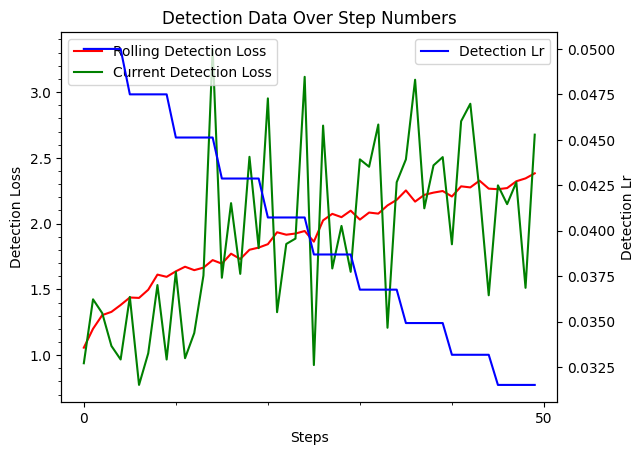 Detection Data Over Step Numbers
Rolling Detection Loss
Current Detection Loss
Detection Lr
3.0
2.5
2.0
1.5
1.0
Detection Loss
0.0500
0.0475
0.0450
0.0425
0.0400
0.0375
0.0350
0.0325
Detection Lr
0
50
Steps